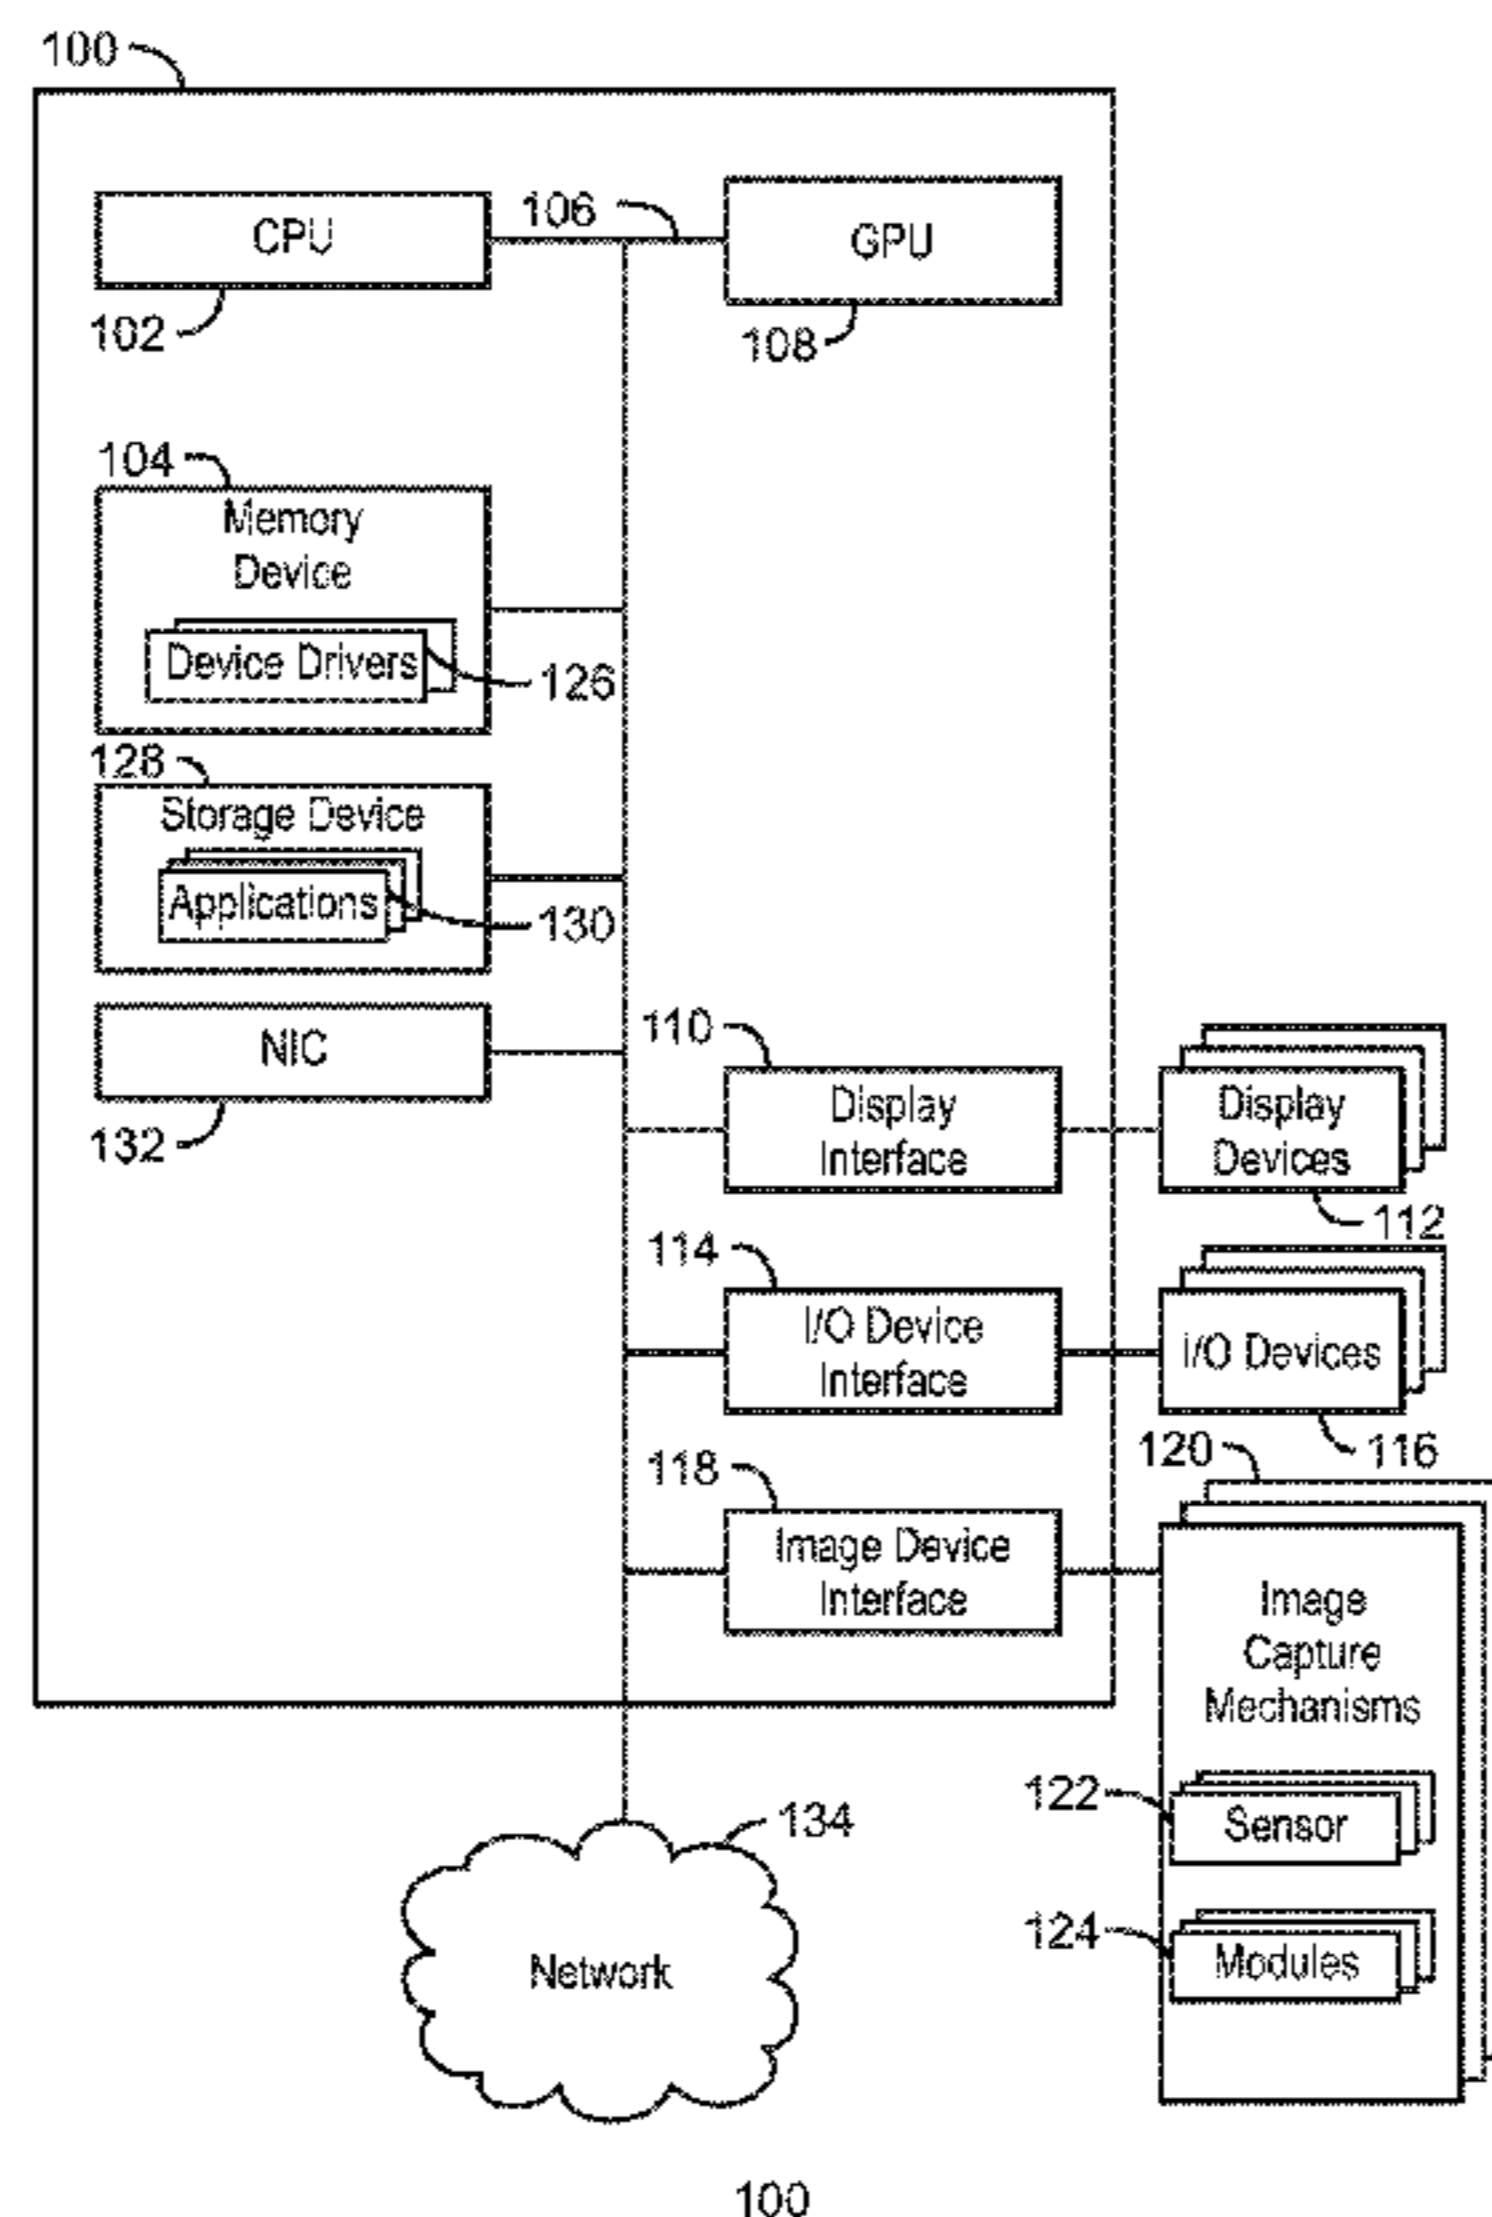 100
CPU
106
GPU
102
108
104
Memory
Device
Device Drivers
126
128
Storage Device
Applications
130
NIC
132
110
Display
Interface
Display
Devices
112
114
I/O Device
Interface
I/O Devices
116
118
Image Device
Interface
120
Image
Capture
Mechanisms
122
Sensor
124
Modules
134
Network
100